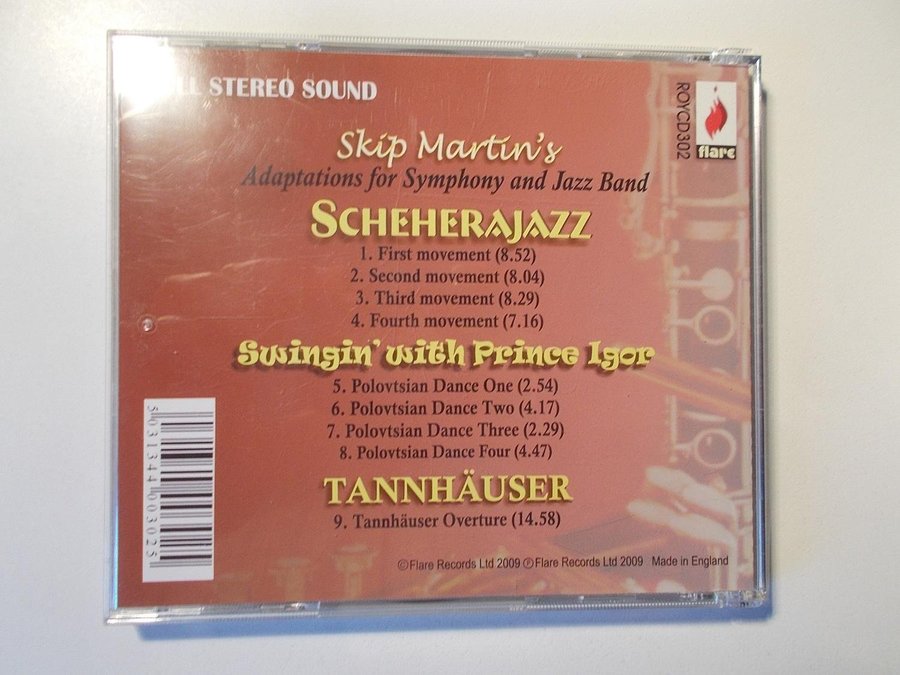 STEREO SOUND
ROYCD302
flare
Skip Martin's
Adaptations for Symphony and Jazz Band
SCHEHERAJAZZ
1. First movement (8.52)
2. Second movement (8.04)
3. Third movement (8.29)
4. Fourth movement (7.16)
Swingin' with Prince Igor
5. Polovtsian Dance One (2.54)
6. Polovtsian Dance Two (4.17)
7. Polovtsian Dance Three (2.29)
8. Polovtsian Dance Four (4.47)
TANNHÄUSER
9. Tannhäuser Overture (14.58)
5031344003025
©Flare Records Ltd 2009 ℗Flare Records Ltd 2009 Made in England